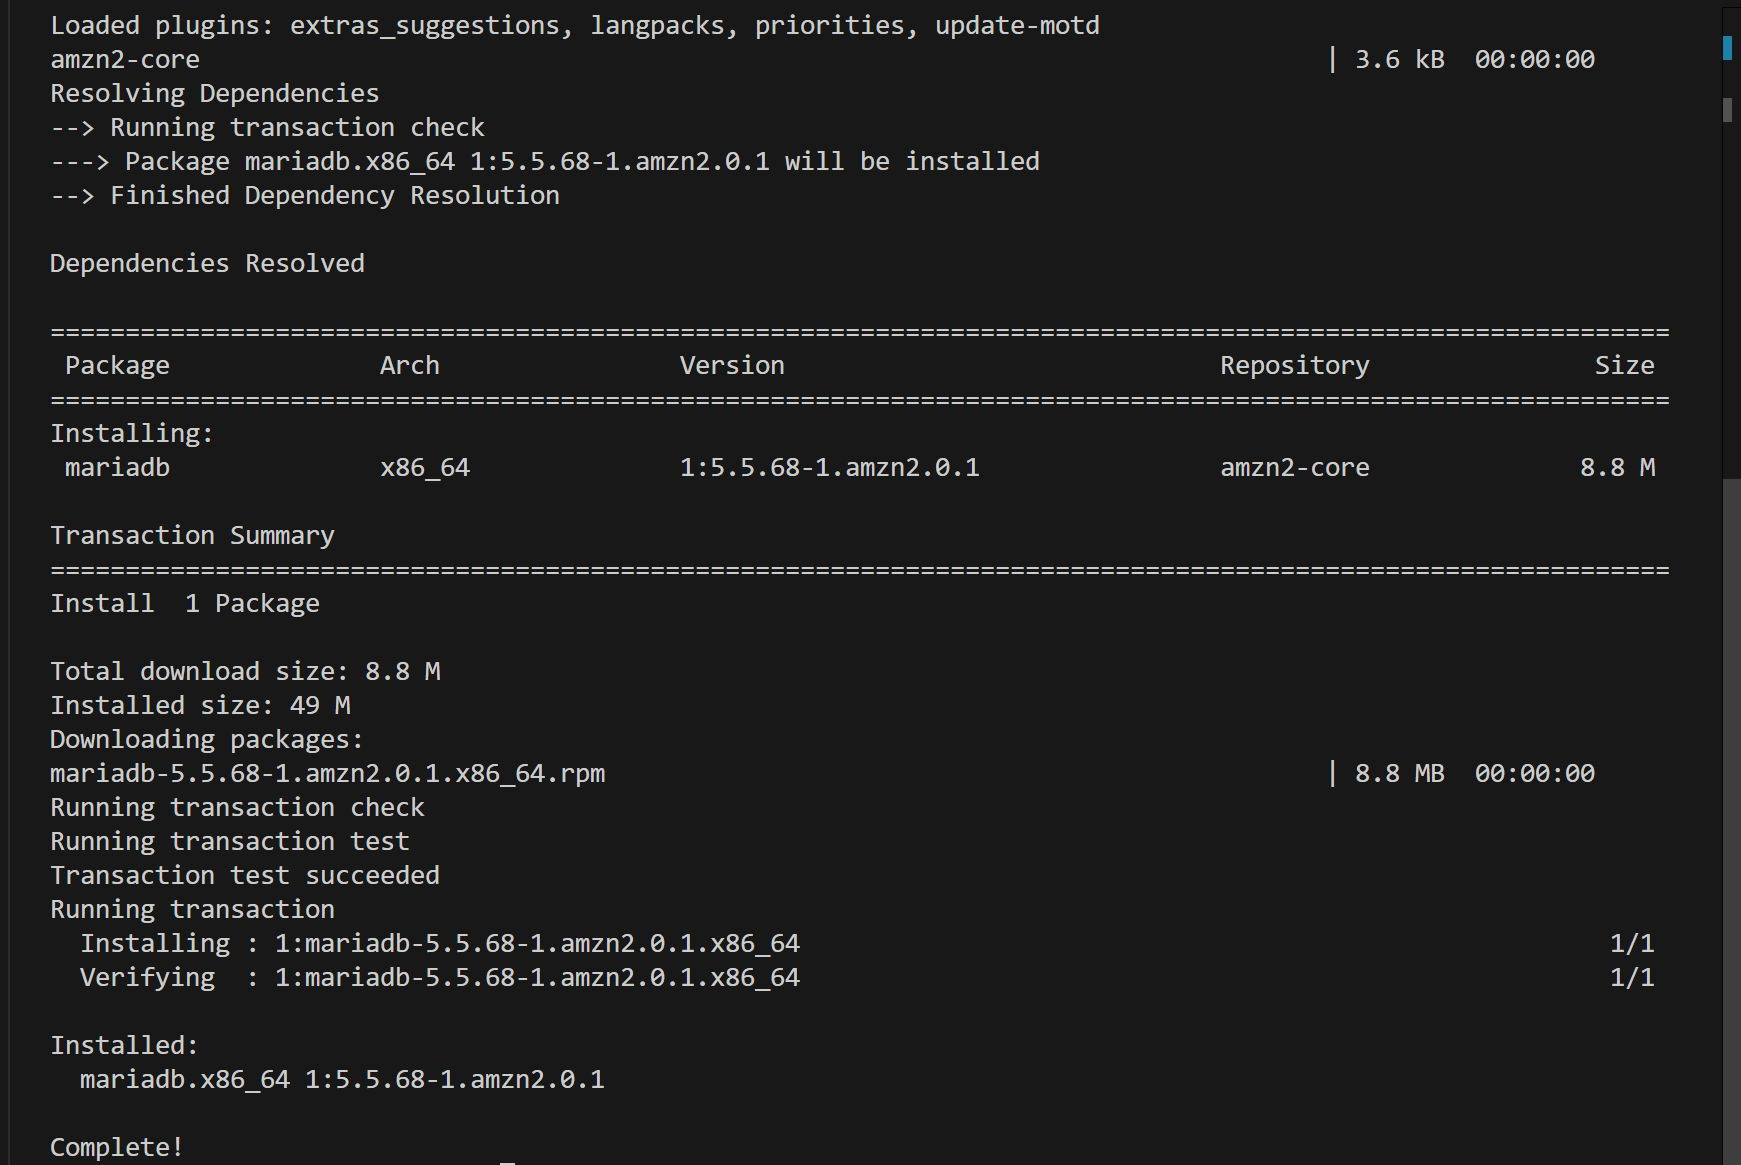 Loaded plugins: extras_suggestions, langpacks, priorities, update-motd
amzn2-core                                                                           | 3.6 kB  00:00:00
Resolving Dependencies
--> Running transaction check
---> Package mariadb.x86_64 1:5.5.68-1.amzn2.0.1 will be installed
--> Finished Dependency Resolution

Dependencies Resolved

============================================================================================================
 Package              Arch                Version                             Repository               Size
============================================================================================================
Installing:
 mariadb              x86_64              1:5.5.68-1.amzn2.0.1                amzn2-core              8.8 M

Transaction Summary
============================================================================================================
Install  1 Package

Total download size: 8.8 M
Installed size: 49 M
Downloading packages:
mariadb-5.5.68-1.amzn2.0.1.x86_64.rpm                                                | 8.8 MB  00:00:00
Running transaction check
Running transaction test
Transaction test succeeded
Running transaction
  Installing : 1:mariadb-5.5.68-1.amzn2.0.1.x86_64                                                      1/1
  Verifying  : 1:mariadb-5.5.68-1.amzn2.0.1.x86_64                                                      1/1

Installed:
  mariadb.x86_64 1:5.5.68-1.amzn2.0.1

Complete!